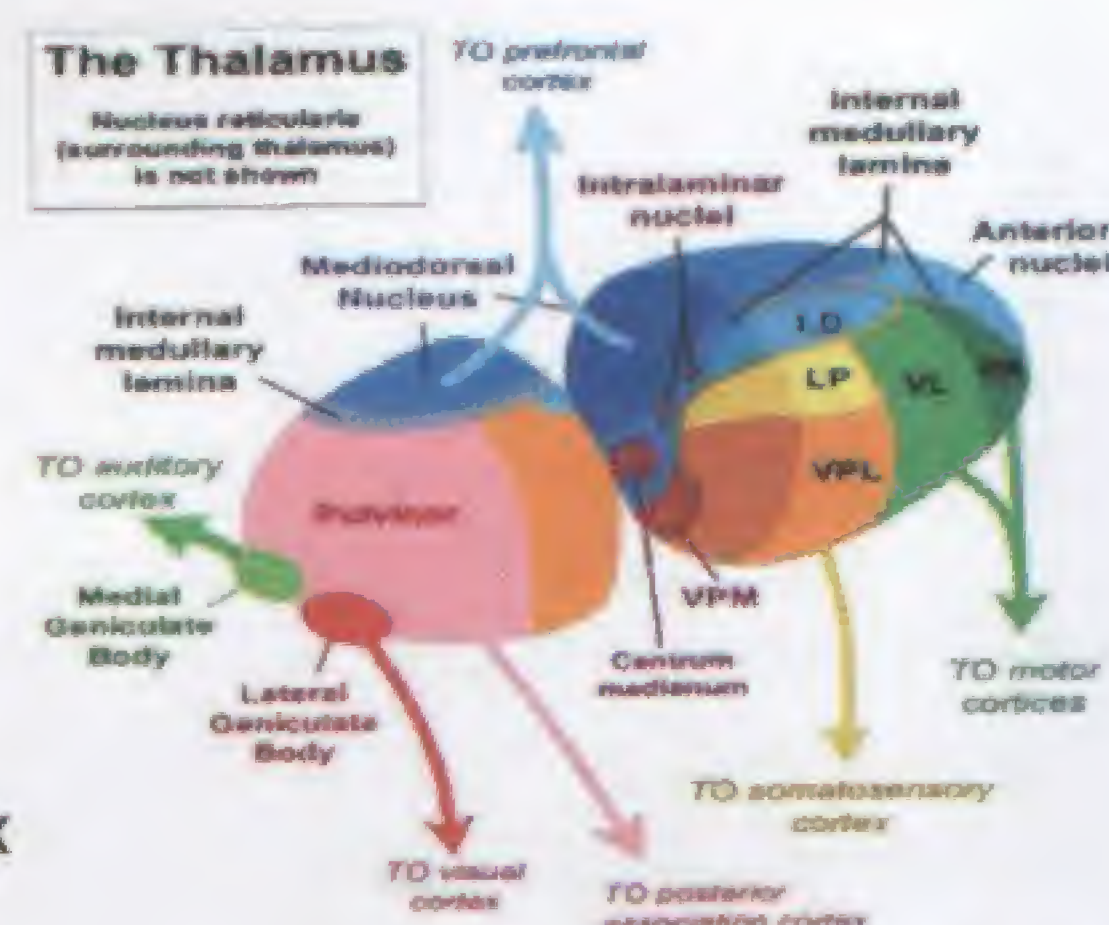 The Thalamus
Nucleus reticularis
(surrounding thalamus)
is not shown
TO prefrontal
cortex
Internal
medullary
lamina
Intralaminar
nuclei
Anterior
nuclei
Mediodorsal
Nucleus
Internal
medullary
lamina
LD
LP
VL
VPL
TO auditory
cortex
Pulvinar
Medial
Geniculate
Body
VPM
Lateral
Geniculate
Body
Centrum
medianum
TO motor
cortices
TO somatosensory
cortex
TO visual
cortex
TO posterior
association cortex